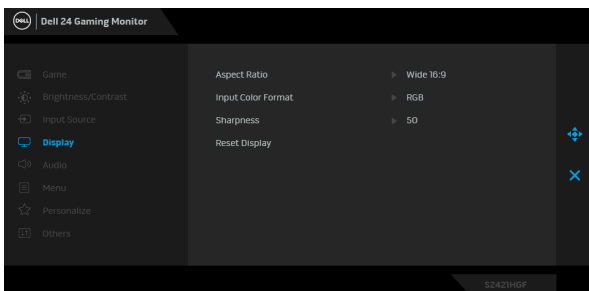 DELL Dell 24 Gaming Monitor
Game
Brightness/Contrast
Input Source
Display
Audio
Menu
Personalize
Others
Aspect Ratio Wide 16:9
Input Color Format RGB
Sharpness 50
Reset Display
S2421HGF